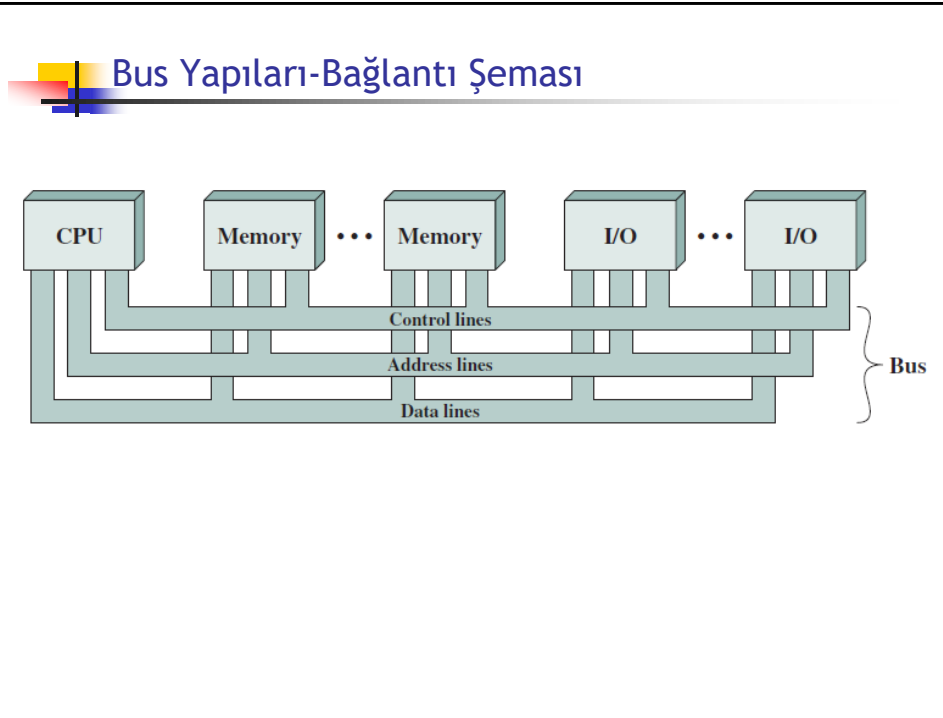 Bus Yapıları-Bağlantı Şeması
CPU
Memory
•••
Memory
I/O
•••
I/O
Control lines
Address lines
Bus
Data lines